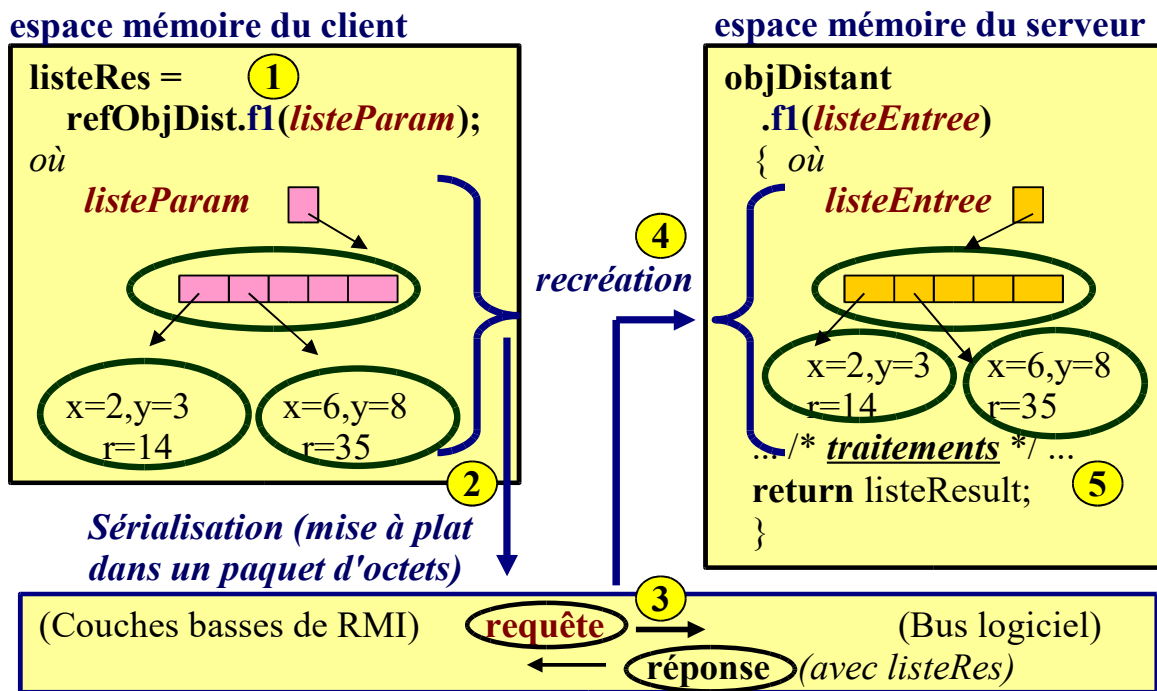 espace mémoire du client
listeRes =
1
refObjDist.f1(listeParam);
où
listeParam
x=2,y=3
r=14
x=6,y=8
r=35
2
Sérialisation (mise à plat
dans un paquet d'octets)
4
recréation
espace mémoire du serveur
objDistant
.f1(listeEntree)
{ où
listeEntree
x=2,y=3
r=14
x=6,y=8
r=35
... /* traitements */ ...
return listeResult;
5
}
3
(Couches basses de RMI)
requête
(Bus logiciel)
réponse (avec listeRes)